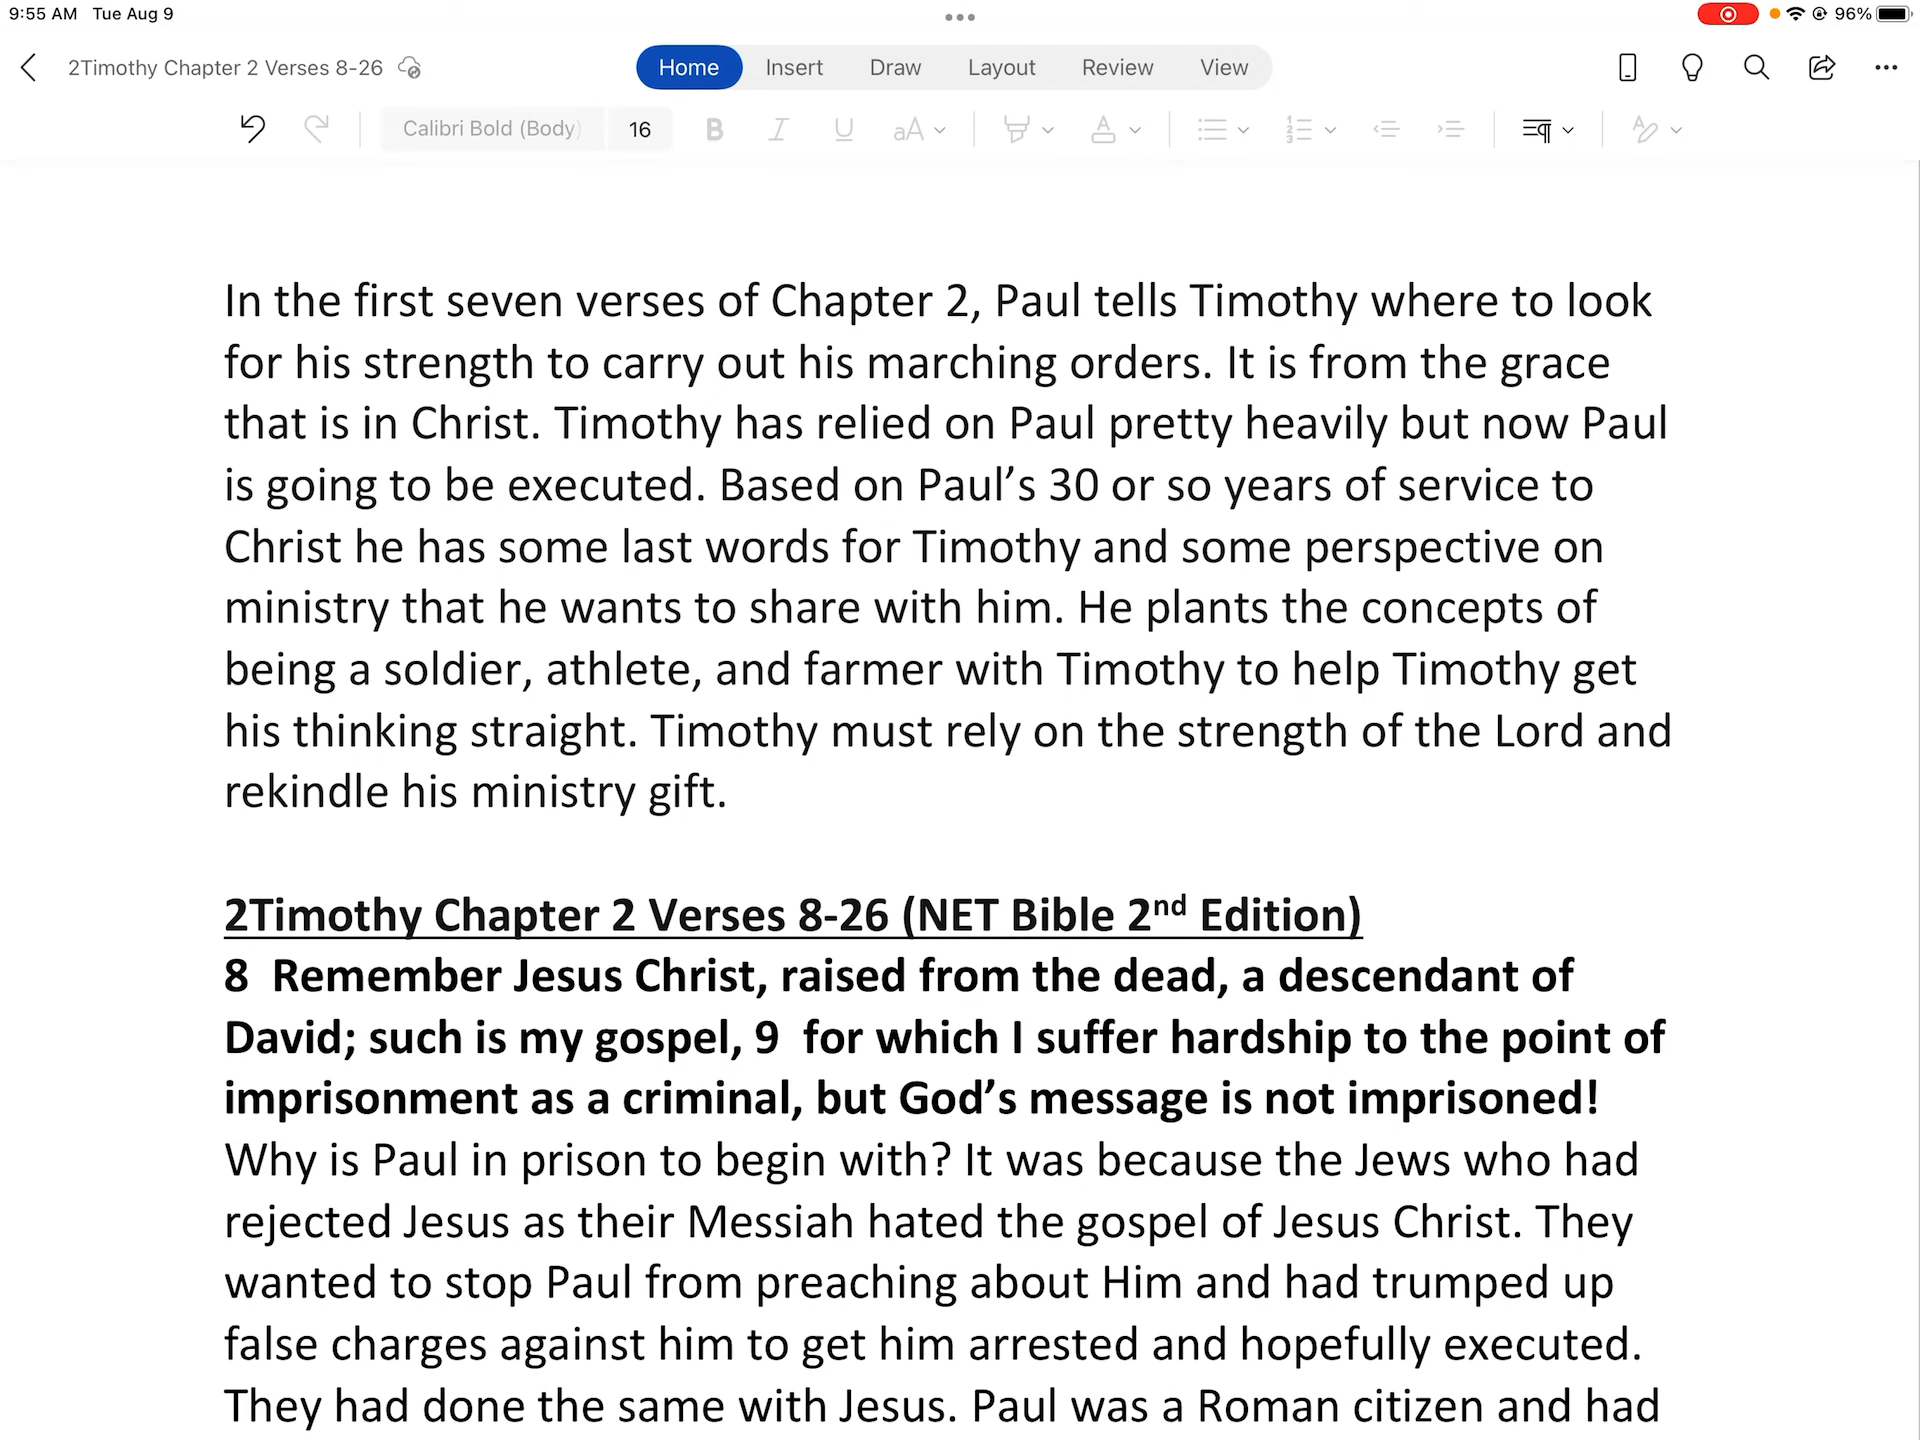 9:55 AM Tue Aug 9
96%
2Timothy Chapter 2 Verses 8-26
Home Insert Draw Layout Review View
Calibri Bold (Body) 16 B I U aA A
In the first seven verses of Chapter 2, Paul tells Timothy where to look
for his strength to carry out his marching orders. It is from the grace
that is in Christ. Timothy has relied on Paul pretty heavily but now Paul
is going to be executed. Based on Paul’s 30 or so years of service to
Christ he has some last words for Timothy and some perspective on
ministry that he wants to share with him. He plants the concepts of
being a soldier, athlete, and farmer with Timothy to help Timothy get
his thinking straight. Timothy must rely on the strength of the Lord and
rekindle his ministry gift.
2Timothy Chapter 2 Verses 8-26 (NET Bible 2nd Edition)
8 Remember Jesus Christ, raised from the dead, a descendant of
David; such is my gospel, 9 for which I suffer hardship to the point of
imprisonment as a criminal, but God’s message is not imprisoned!
Why is Paul in prison to begin with? It was because the Jews who had
rejected Jesus as their Messiah hated the gospel of Jesus Christ. They
wanted to stop Paul from preaching about Him and had trumped up
false charges against him to get him arrested and hopefully executed.
They had done the same with Jesus. Paul was a Roman citizen and had